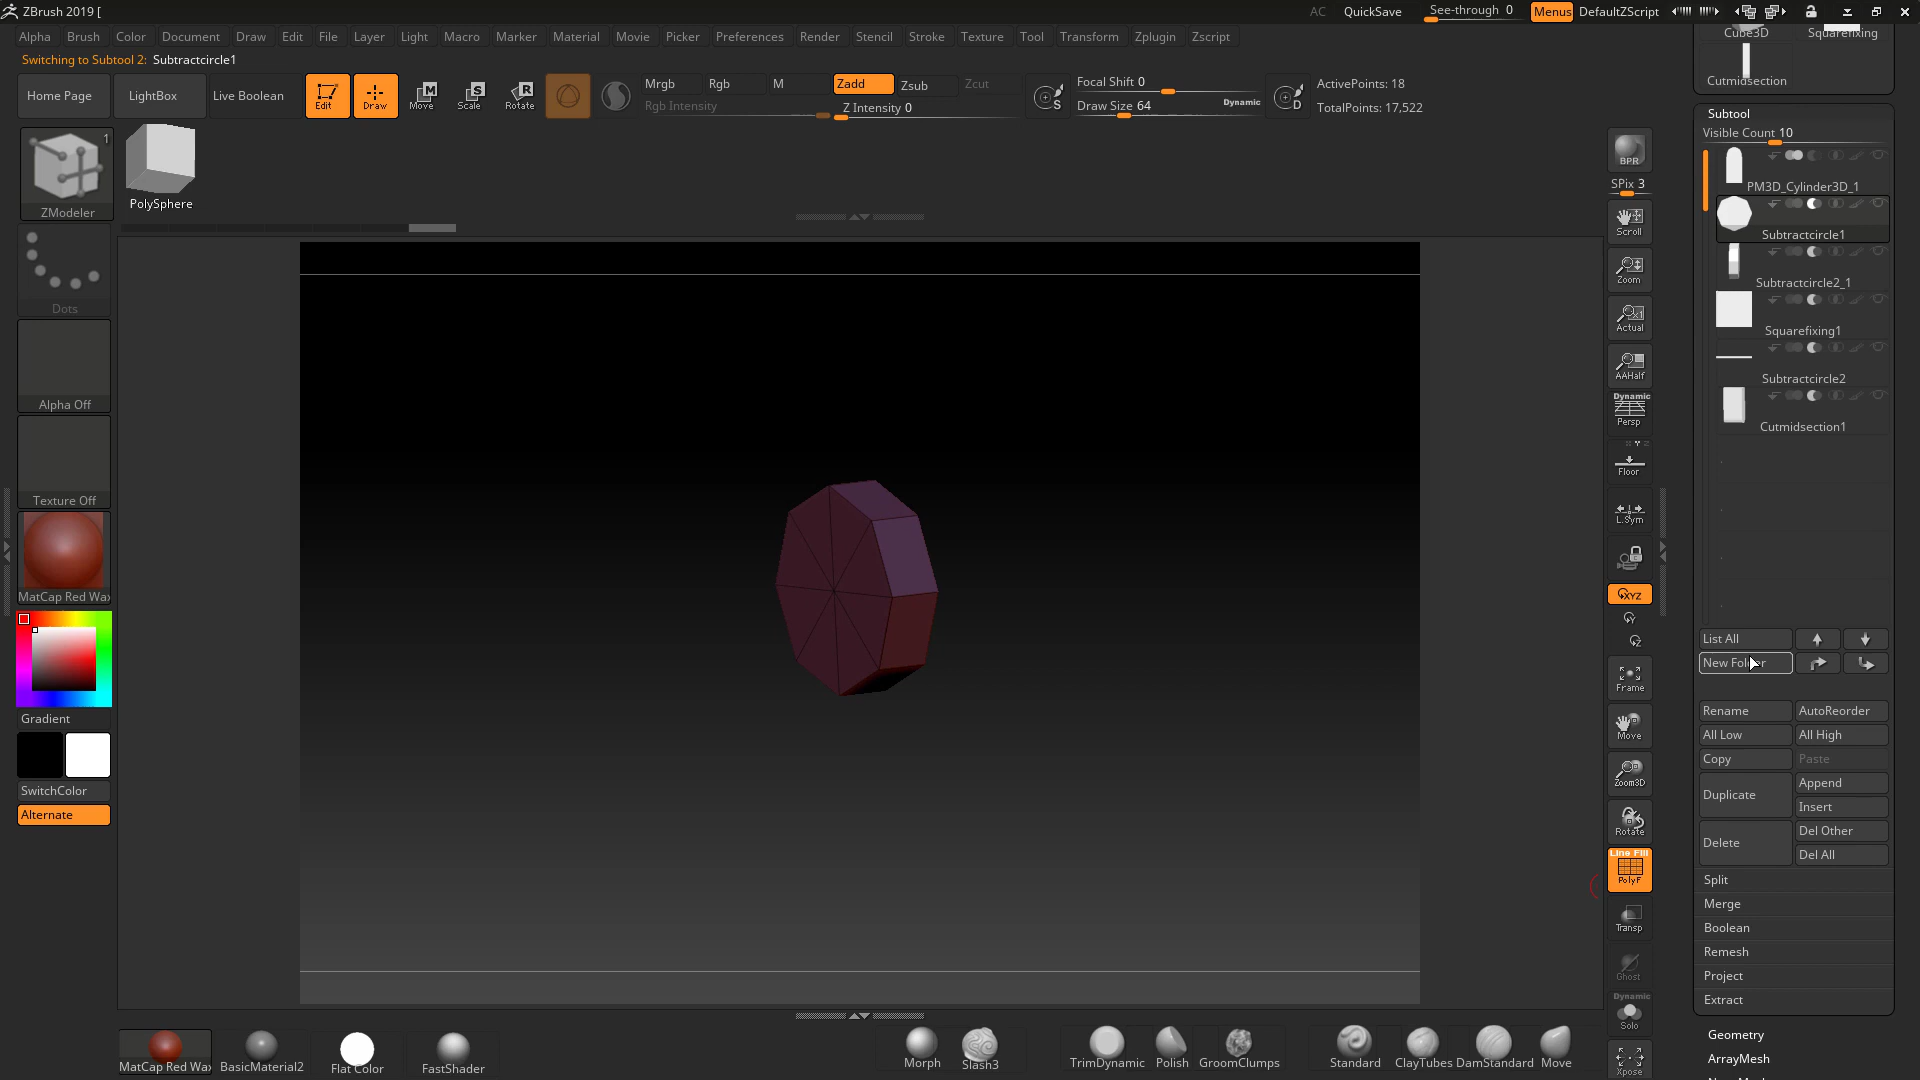 ZBrush 2019 [
AC QuickSave See-through 0 Menus DefaultZScript
Alpha Brush Color Document Draw Edit File Layer Light Macro Marker Material Movie Picker Preferences Render Stencil Stroke Texture Tool Transform Zplugin Zscript
Switching to Subtool 2: Subtractcircle1
Home Page LightBox Live Boolean Edit Draw Move Scale Rotate
Mrgb Rgb M Zadd Zsub Zcut
Rgb Intensity Z Intensity 0
Focal Shift 0
Draw Size 64 Dynamic
ActivePoints: 18
TotalPoints: 17,522
1
ZModeler
PolySphere
Dots
Alpha Off
Texture Off
MatCap Red Wax
Gradient
SwitchColor
Alternate
BPR
SPix 3
Scroll
Zoom
Actual
AAHalf
Dynamic
Persp
Floor
L.Sym
XYZ
Frame
Move
Zoom3D
Rotate
Line Fill
PolyF
Transp
Ghost
Dynamic
Solo
Xpose
Cube3D Squarefixing
Cutmidsection
Subtool
Visible Count 10
PM3D_Cylinder3D_1
Subtractcircle1
Subtractcircle2_1
Squarefixing1
Subtractcircle2
Cutmidsection1
List All
New Folder
Rename AutoReorder
All Low All High
Copy Paste
Duplicate Append
Insert
Delete Del Other
Del All
Split
Merge
Boolean
Remesh
Project
Extract
Geometry
ArrayMesh
MatCap Red Wax BasicMaterial2 Flat Color FastShader Morph Slash3 TrimDynamic Polish GroomClumps Standard ClayTubes DamStandard Move